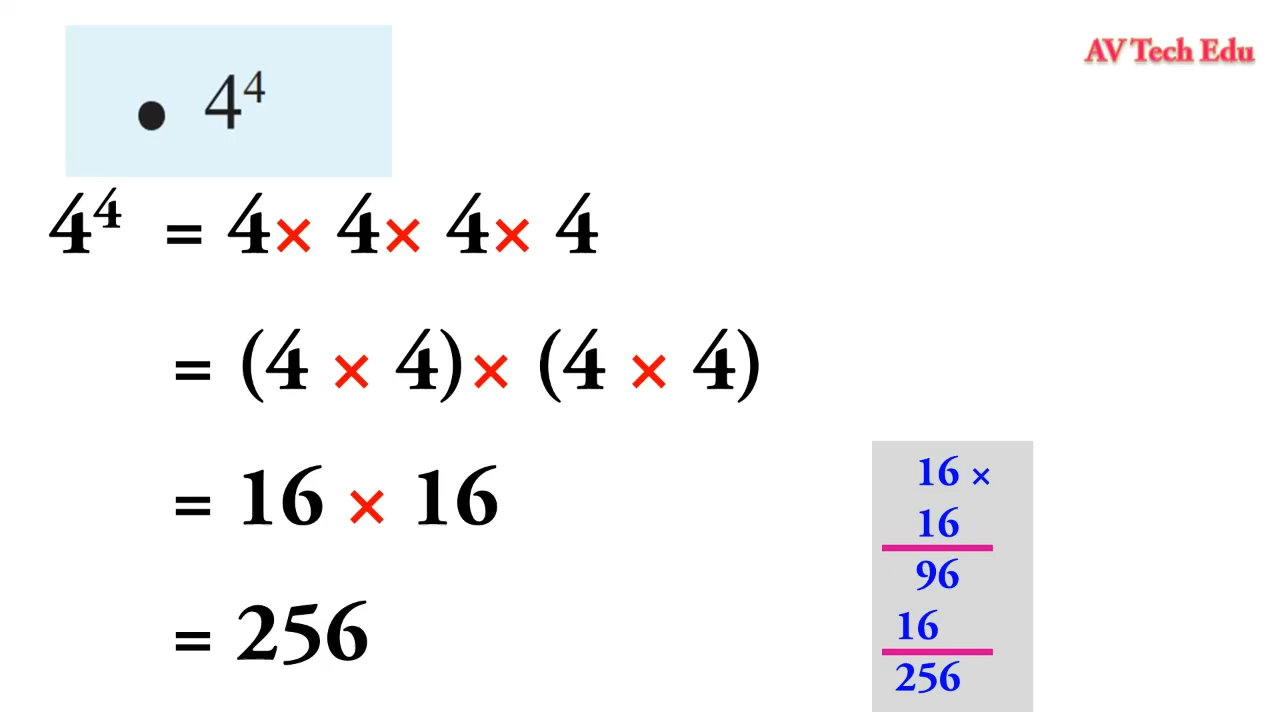 AV Tech Edu
• 4⁴
4⁴ = 4× 4× 4× 4
= (4 × 4)× (4 × 4)
= 16 × 16
= 256
16 ×
16
96
16
256